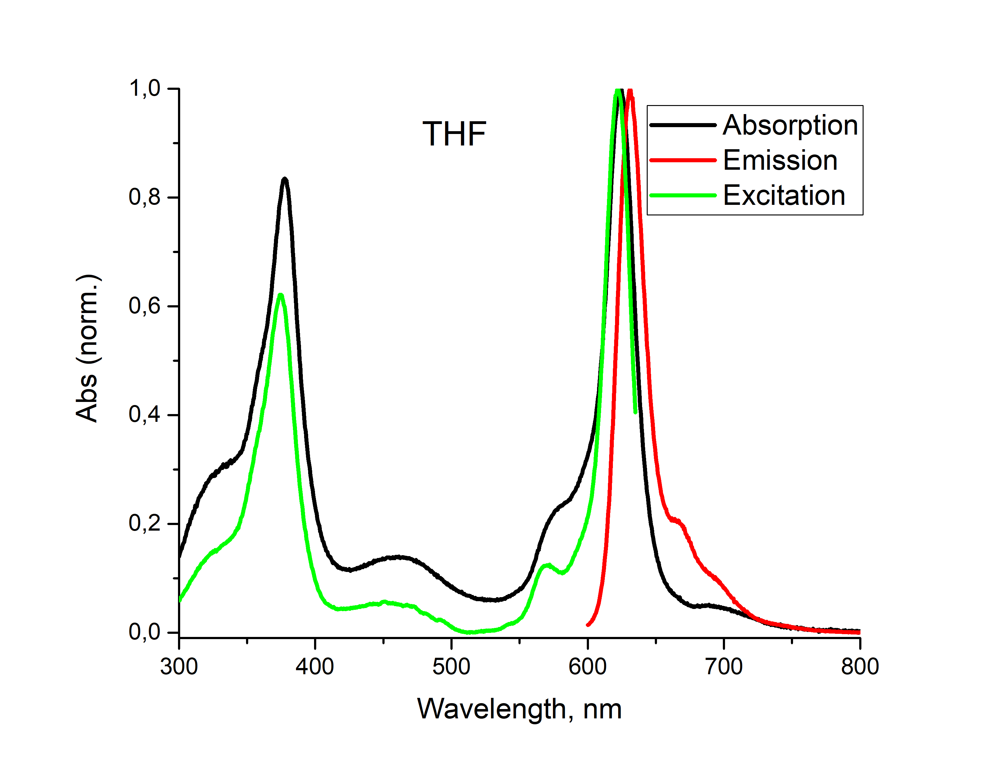 THF
Absorption
Emission
Excitation
Abs (norm.)
1,0
0,8
0,6
0,4
0,2
0,0
300 400 500 600 700 800
Wavelength, nm